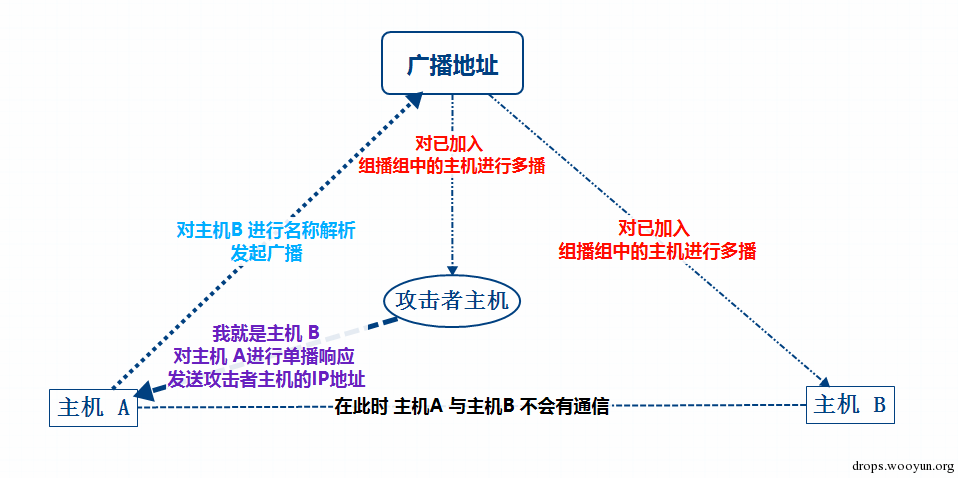 广播地址
对已加入
组播组中的主机进行多播
对主机B 进行名称解析
发起广播
对已加入
组播组中的主机进行多播
攻击者主机
我就是主机 B
对主机 A进行单播响应
发送攻击者主机的IP地址
主机 A
在此时 主机A 与主机B 不会有通信
主机 B
drops.wooyun.org